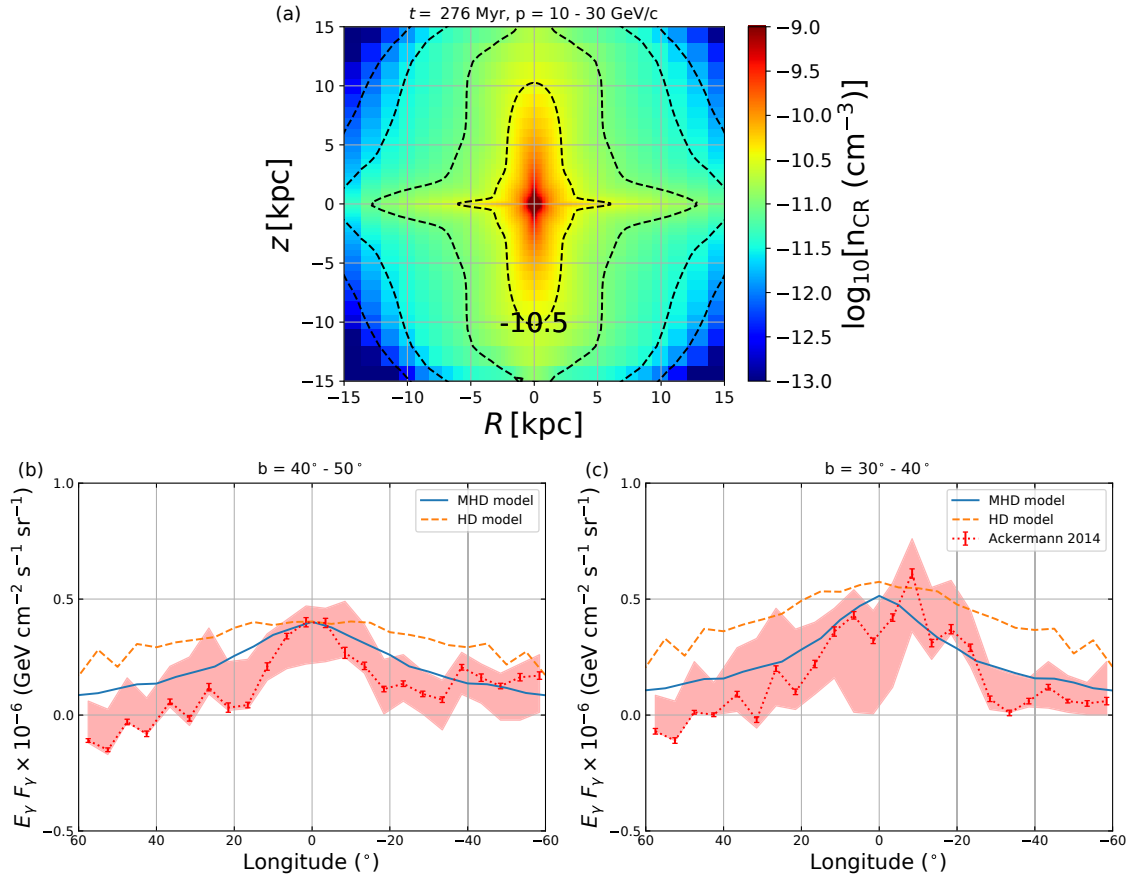 (a)
t = 276 Myr, p = 10 - 30 GeV/c
15
10
5
0
−5
−10
−15
z [kpc]
-10.5
−15 −10 −5 0 5 10 15
R [kpc]
−9.0
−9.5
−10.0
−10.5
−11.0
−11.5
−12.0
−12.5
−13.0
log₁₀[n_CR (cm⁻³)]
(b)
b = 40° - 50°
MHD model
HD model
1.0
0.5
0.0
−0.5
E_γ F_γ × 10⁻⁶ (GeV cm⁻² s⁻¹ sr⁻¹)
60 40 20 0 −20 −40 −60
Longitude (°)
(c)
b = 30° - 40°
MHD model
HD model
Ackermann 2014
1.0
0.5
0.0
−0.5
E_γ F_γ × 10⁻⁶ (GeV cm⁻² s⁻¹ sr⁻¹)
60 40 20 0 −20 −40 −60
Longitude (°)